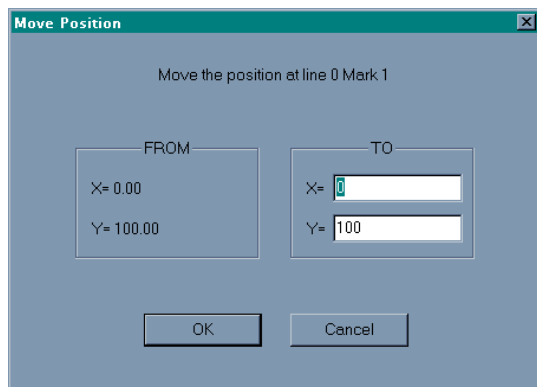 Move Position
Move the position at line 0 Mark 1
FROM
X= 0.00
Y= 100.00
TO
X= 0
Y= 100
OK
Cancel